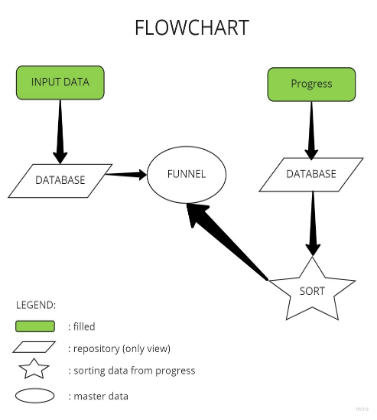 FLOWCHART
INPUT DATA
Progress
DATABASE
FUNNEL
DATABASE
SORT
LEGEND:
: filled
: repository (only view)
: sorting data from progress
: master data
miro